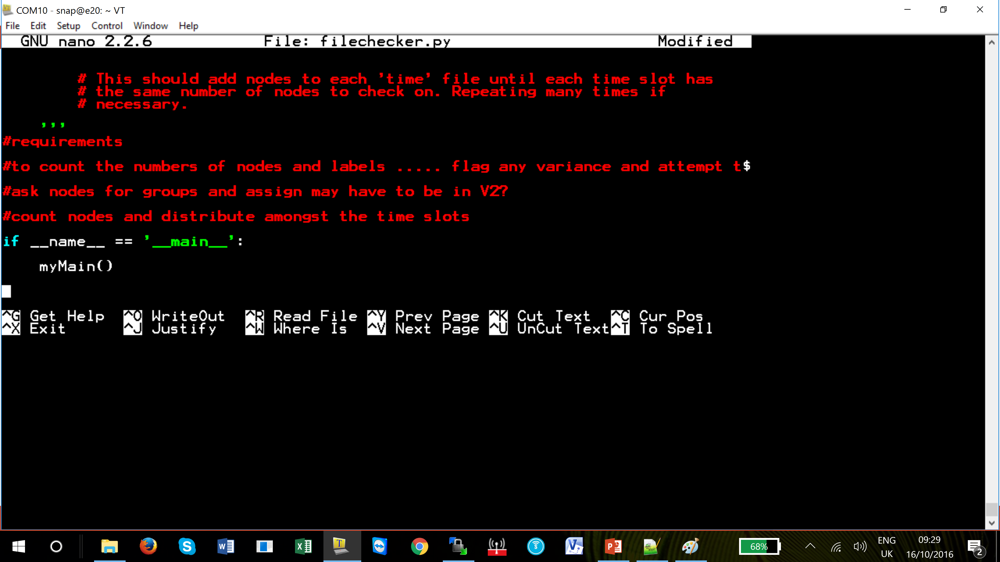 COM10 - snap@e20: ~ VT
File Edit Setup Control Window Help
GNU nano 2.2.6 File: filechecker.py Modified
# This should add nodes to each 'time' file until each time slot has
# the same number of nodes to check on. Repeating many times if
# necessary.
'''
#requirements
#to count the numbers of nodes and labels ..... flag any variance and attempt t$
#ask nodes for groups and assign may have to be in V2?
#count nodes and distribute amongst the time slots
if __name__ == '__main__':
myMain()
^G Get Help ^O WriteOut ^R Read File ^Y Prev Page ^K Cut Text ^C Cur Pos
^X Exit ^J Justify ^W Where Is ^V Next Page ^U UnCut Text ^T To Spell
68% ENG 09:29
UK 16/10/2016 2